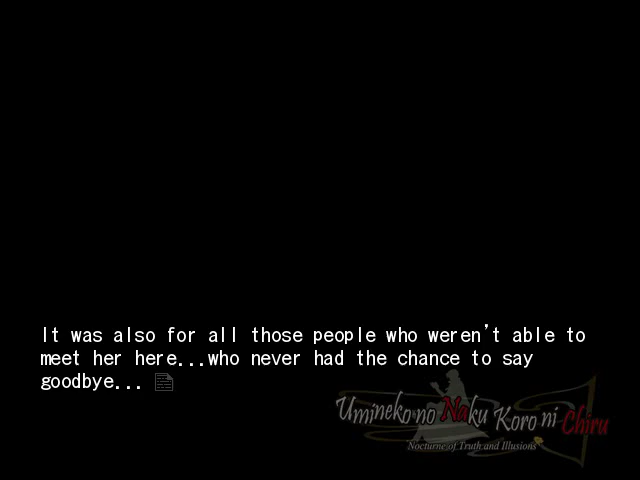 It was also for all those people who weren't able to
meet her here...who never had the chance to say
goodbye...
Umineko no Naku Koro ni Chiru
Nocturne of Truth and Illusions